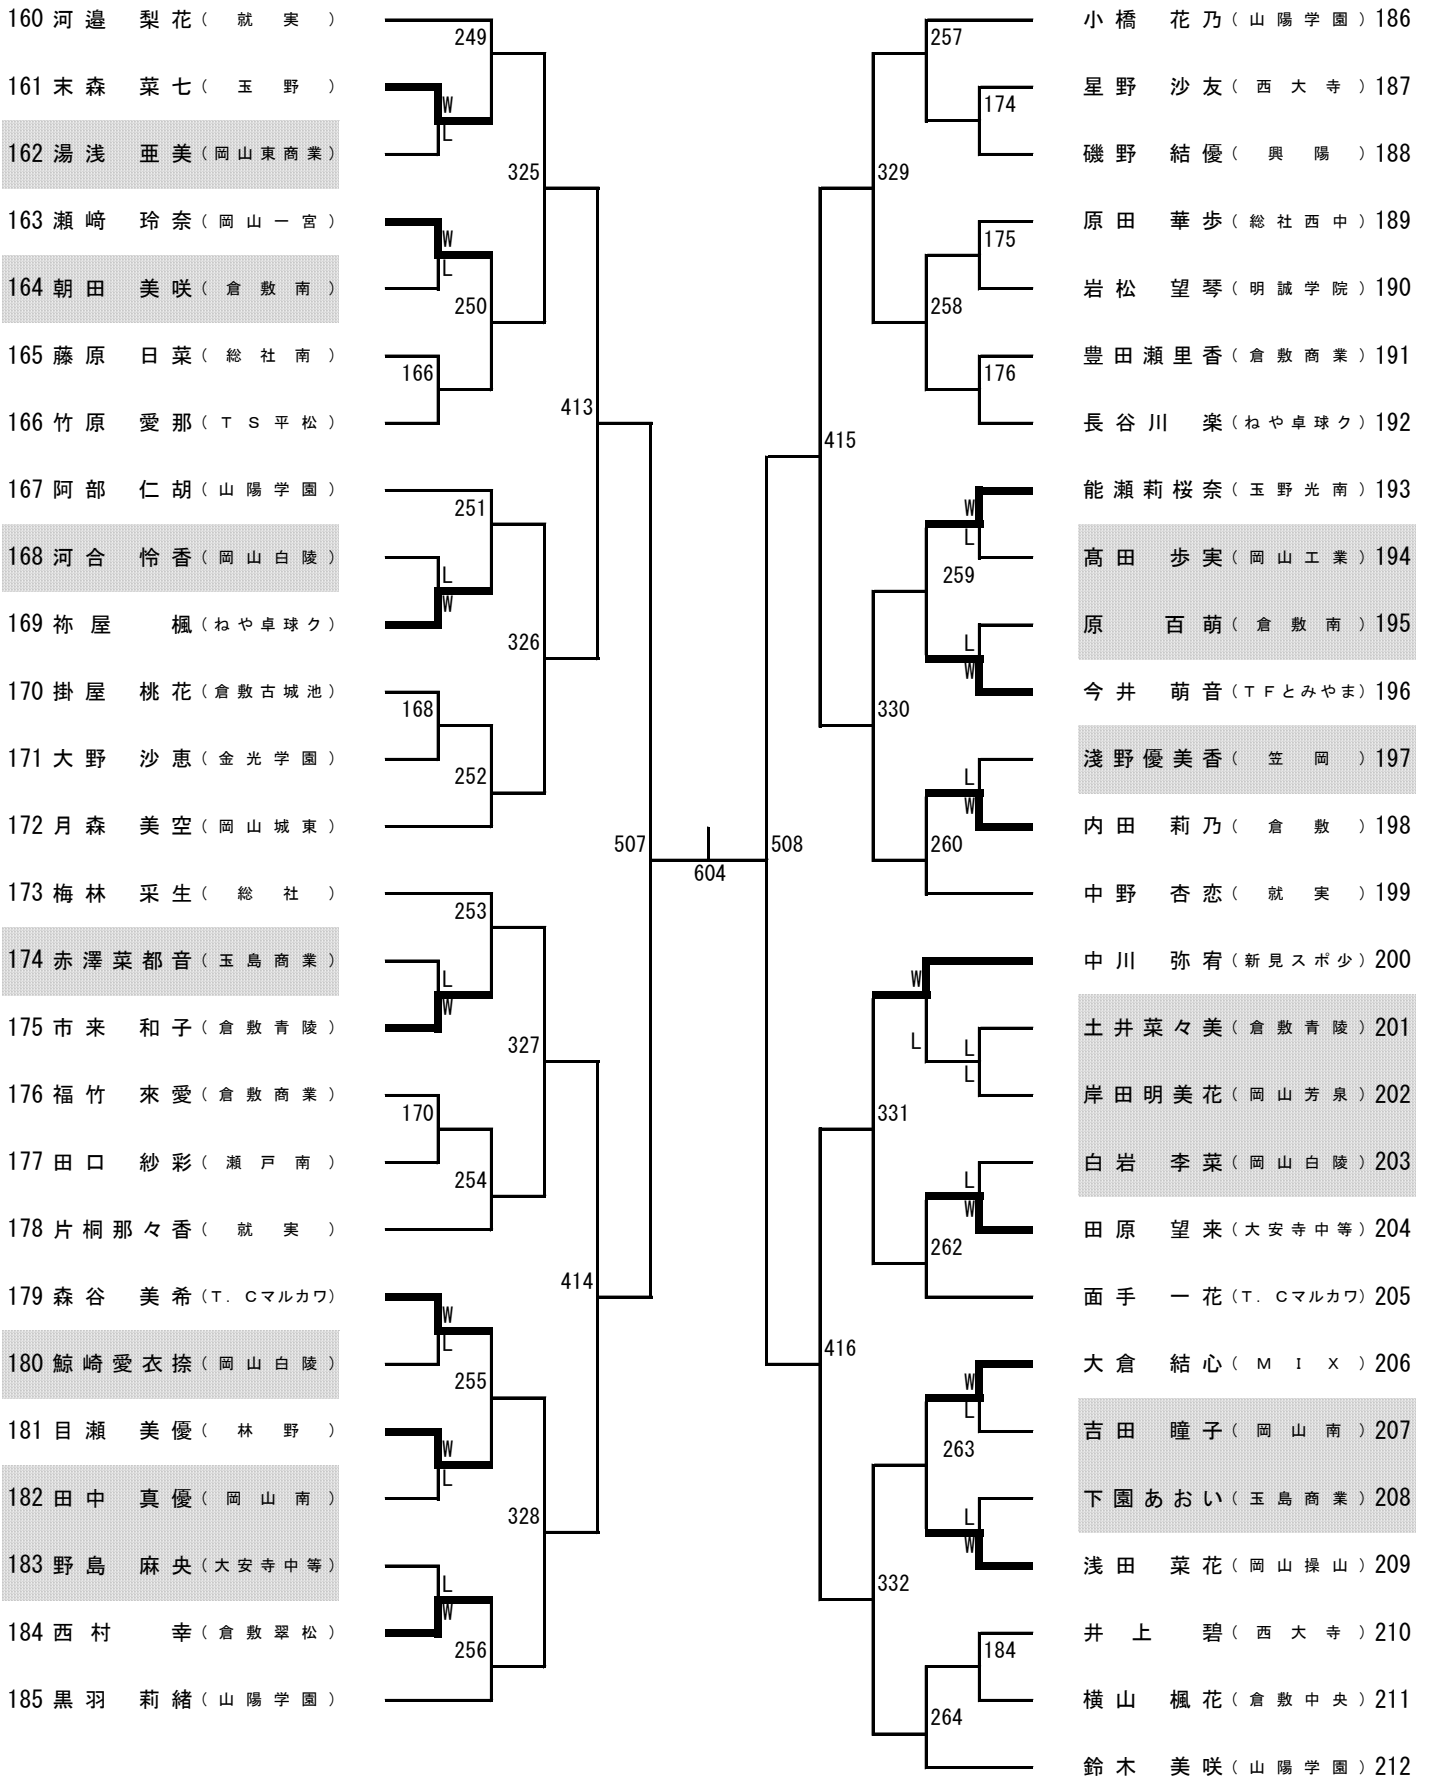 160 河邉 梨花（ 就 実 ）
161 末森 菜七（ 玉 野 ）
162 湯浅 亜美（岡山東商業）
163 瀬﨑 玲奈（岡山一宮）
164 朝田 美咲（倉敷南）
165 藤原 日菜（総社南）
166 竹原 愛那（ＴＳ平松）
167 阿部 仁胡（山陽学園）
168 河合 怜香（岡山白陵）
169 祢屋 楓（ねや卓球ク）
170 掛屋 桃花（倉敷古城池）
171 大野 沙恵（金光学園）
172 月森 美空（岡山城東）
173 梅林 采生（ 総 社 ）
174 赤澤菜都音（玉島商業）
175 市来 和子（倉敷青陵）
176 福竹 來愛（倉敷商業）
177 田口 紗彩（瀬戸南）
178 片桐那々香（ 就 実 ）
179 森谷 美希（Ｔ．Ｃマルカワ）
180 鯨崎愛衣捺（岡山白陵）
181 目瀬 美優（ 林 野 ）
182 田中 真優（岡山南）
183 野島 麻央（大安寺中等）
184 西村 幸（倉敷翠松）
185 黒羽 莉緒（山陽学園）
249
W
L
325
W
L
250
166
413
251
L
W
326
168
252
507
253
L
W
327
170
254
414
W
L
255
W
L
328
L
W
256
604
257
174
329
175
258
176
415
W
L
259
L
W
330
L
W
260
508
W
L
L
L
331
L
W
262
416
W
L
263
L
W
332
184
264
小橋 花乃（山陽学園）186
星野 沙友（西大寺）187
磯野 結優（ 興 陽 ）188
原田 華歩（総社西中）189
岩松 望琴（明誠学院）190
豊田瀬里香（倉敷商業）191
長谷川 楽（ねや卓球ク）192
能瀬莉桜奈（玉野光南）193
髙田 歩実（岡山工業）194
原 百萌（倉敷南）195
今井 萌音（ＴＦとみやま）196
淺野優美香（ 笠 岡 ）197
内田 莉乃（ 倉 敷 ）198
中野 杏恋（ 就 実 ）199
中川 弥宥（新見スポ少）200
土井菜々美（倉敷青陵）201
岸田明美花（岡山芳泉）202
白岩 李菜（岡山白陵）203
田原 望来（大安寺中等）204
面手 一花（Ｔ．Ｃマルカワ）205
大倉 結心（ＭＩＸ）206
吉田 瞳子（岡山南）207
下園あおい（玉島商業）208
浅田 菜花（岡山操山）209
井上 碧（西大寺）210
横山 楓花（倉敷中央）211
鈴木 美咲（山陽学園）212